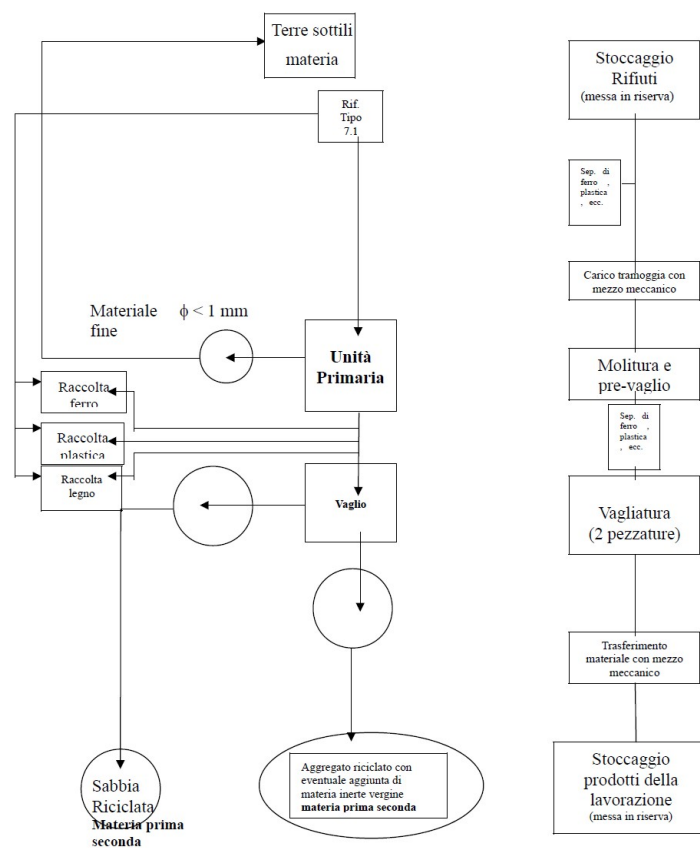 Terre sottili
materia
Rif.
Tipo
7.1
Materiale φ < 1 mm
fine
Unità
Primaria
Raccolta
ferro
Raccolta
plastica
Raccolta
legno
Vaglio
Sabbia
Riciclata
Materia prima
seconda
Aggregato riciclato con
eventuale aggiunta di
materia inerte vergine
materia prima seconda
Stoccaggio
Rifiuti
(messa in riserva)
Sep. di
ferro ,
plastica
, ecc.
Carico tramoggia con
mezzo meccanico
Molitura e
pre-vaglio
Sep. di
ferro ,
plastica
, ecc.
Vagliatura
(2 pezzature)
Trasferimento
materiale con mezzo
meccanico
Stoccaggio
prodotti della
lavorazione
(messa in riserva)